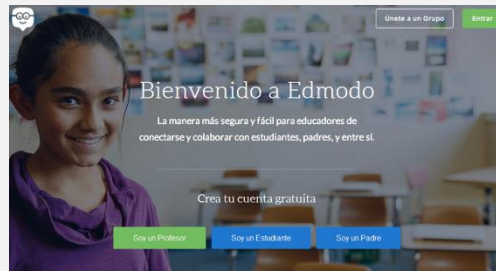 Únete a un Grupo
Entrar
Bienvenido a Edmodo
La manera más segura y fácil para educadores de
conectarse y colaborar con estudiantes, padres, y entre sí.
Crea tu cuenta gratuita
Soy un Profesor
Soy un Estudiante
Soy un Padre